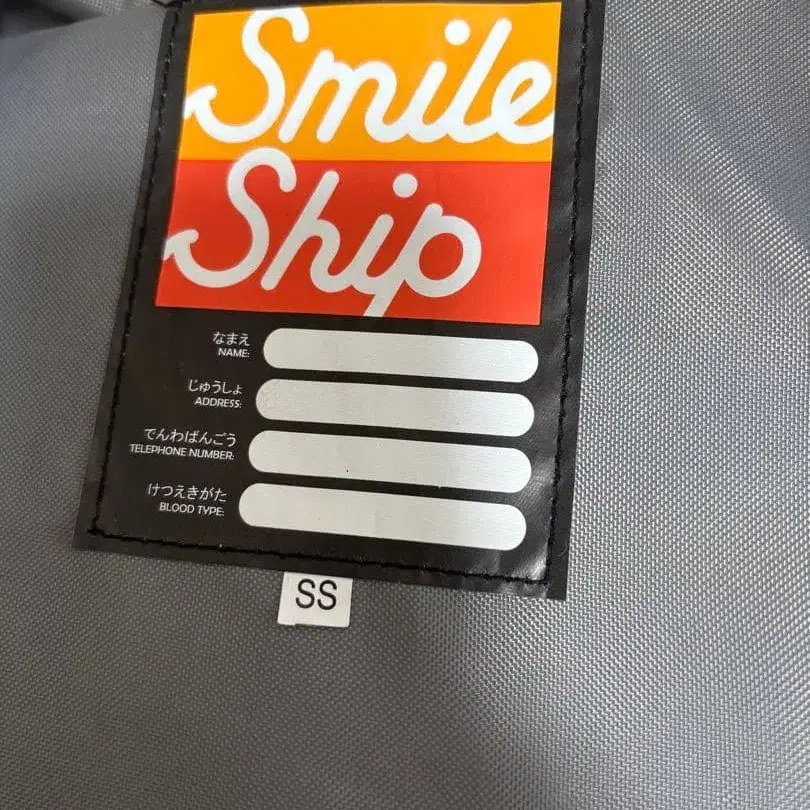 Smile
Ship
なまえ
NAME:
じゅうしょ
ADDRESS:
でんわばんごう
TELEPHONE NUMBER:
けつえきがた
BLOOD TYPE:
SS